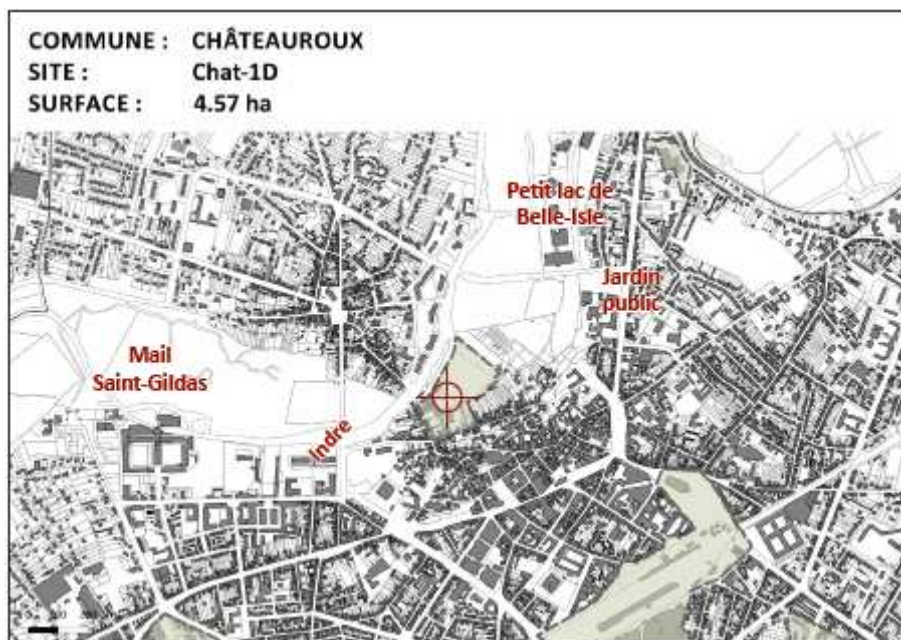 COMMUNE : CHÂTEAUROUX
SITE : Chat-1D
SURFACE : 4.57 ha
Petit lac de
Belle-Isle
Jardin
public
Mail
Saint-Gildas
Indre